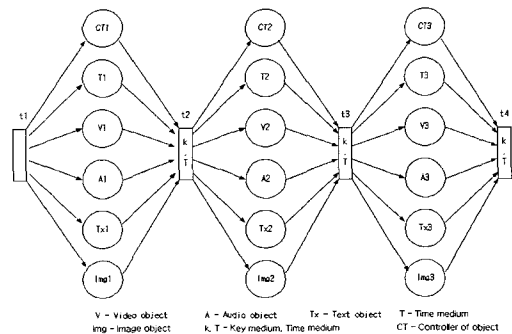 CT1 CT2 CT3
T1 T2 T3
t1 t2 t3 t4
V1 V2 V3
k k k
. . .
T T T
A1 A2 A3
Tx1 Tx2 Tx3
Img1 Img2 Img3
V - Video object A - Audio object Tx - Text object T - Time medium
Img - Image object k, T - Key medium, Time medium CT - Controller of object